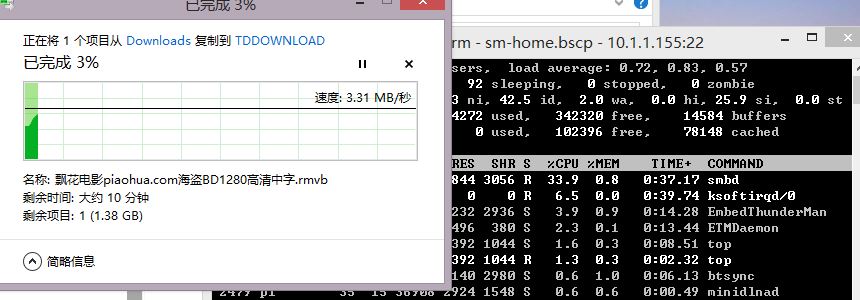 已完成 3%
正在将 1 个项目从 Downloads 复制到 TDDOWNLOAD
已完成 3%
速度: 3.31 MB/秒
名称: 飘花电影piaohua.com海盗BD1280高清中字.rmvb
剩余时间: 大约 10 分钟
剩余项目: 1 (1.38 GB)
简略信息
rm - sm-home.bscp - 10.1.1.155:22
sers, load average: 0.72, 0.83, 0.57
92 sleeping, 0 stopped, 0 zombie
3 ni, 42.5 id, 2.0 wa, 0.0 hi, 25.9 si, 0.0 st
4272 used, 342320 free, 14584 buffers
0 used, 102396 free, 78148 cached
RES SHR S %CPU %MEM TIME+ COMMAND
844 3056 R 33.9 0.8 0:37.17 smbd
0 0 R 6.5 0.0 0:39.74 ksoftirqd/0
232 2936 S 3.9 0.9 0:14.28 EmbedThunderMan
496 380 S 2.3 0.1 0:13.44 ETMDaemon
392 1044 S 1.6 0.3 0:08.51 top
392 1044 R 1.3 0.3 0:02.32 top
140 2980 S 0.6 1.0 0:06.13 btsync
2479 pi 35 15 36908 2924 1548 S 0.6 0.6 0:00.49 minidlnad